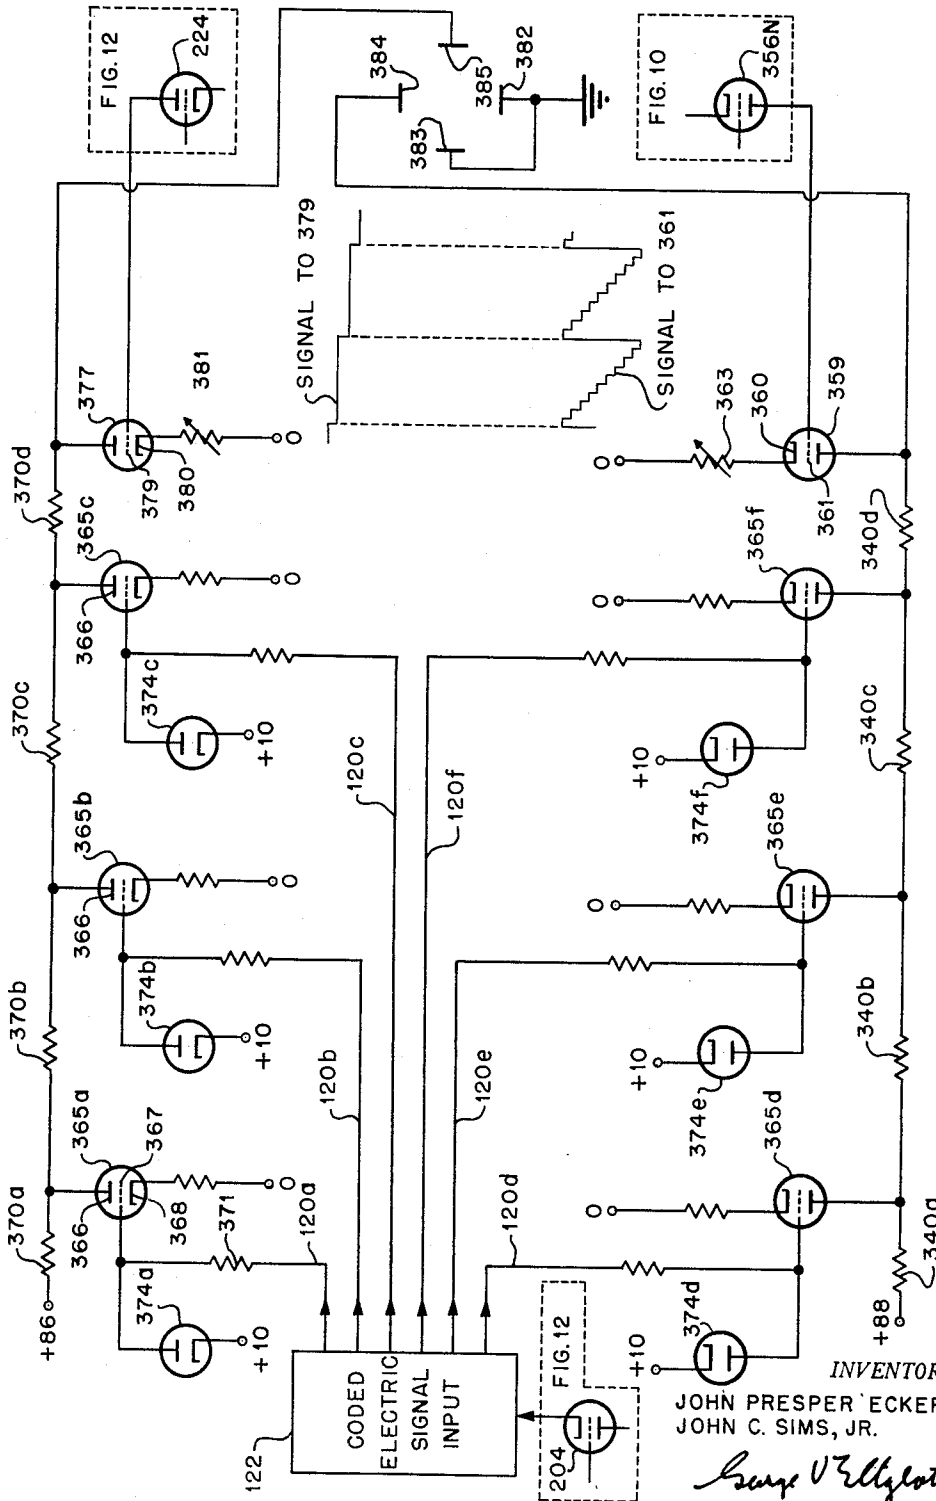 FIG. 12
224
384
385
382
383
FIG. 10
356N
SIGNAL TO 379
SIGNAL TO 361
370d
377
379
380
381
O
365c
366
374c
+10
O
370c
365b
366
374b
+10
O
370b
365a
367
366
368
371
374a
+10
O
370a
+86
120a
120b
120c
120f
120e
120d
122
CODED
ELECTRIC
SIGNAL
INPUT
204
FIG. 12
O
363
360
361
359
340d
O
365f
374f
+10
340c
O
365e
374e
+10
340b
O
365d
374d
+10
340a
+88
INVENTOR
JOHN PRESPER ECKER
JOHN C. SIMS, JR.